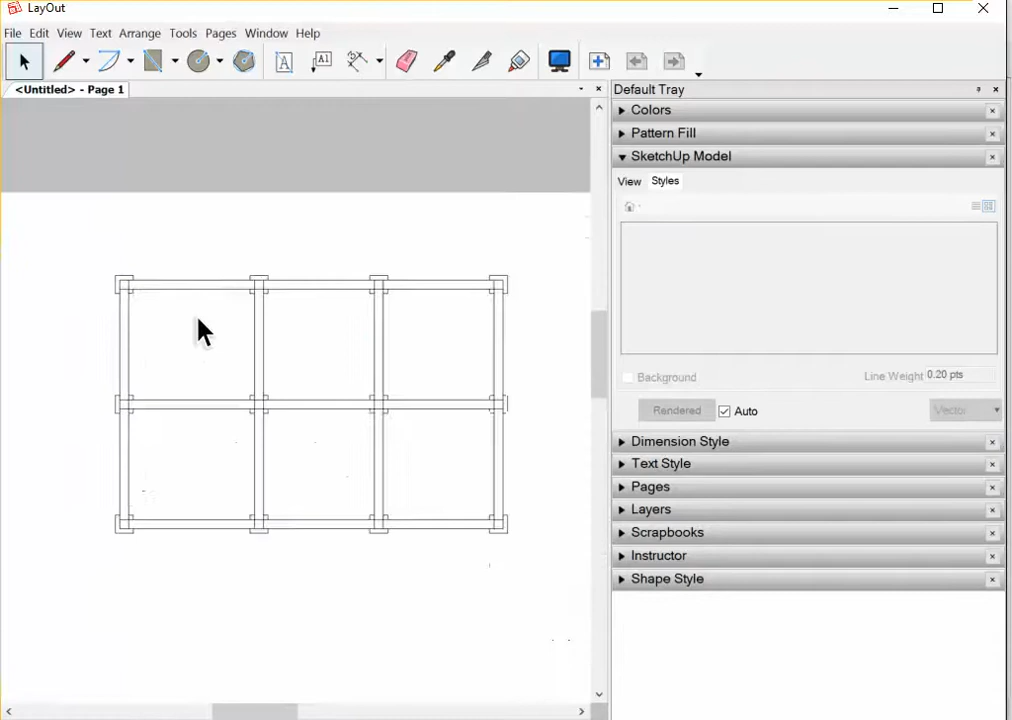 LayOut
File Edit View Text Arrange Tools Pages Window Help
A A1
<Untitled> - Page 1
Default Tray
Colors
Pattern Fill
SketchUp Model
View Styles
Background Line Weight 0.20 pts
Rendered Auto Vector
Dimension Style
Text Style
Pages
Layers
Scrapbooks
Instructor
Shape Style